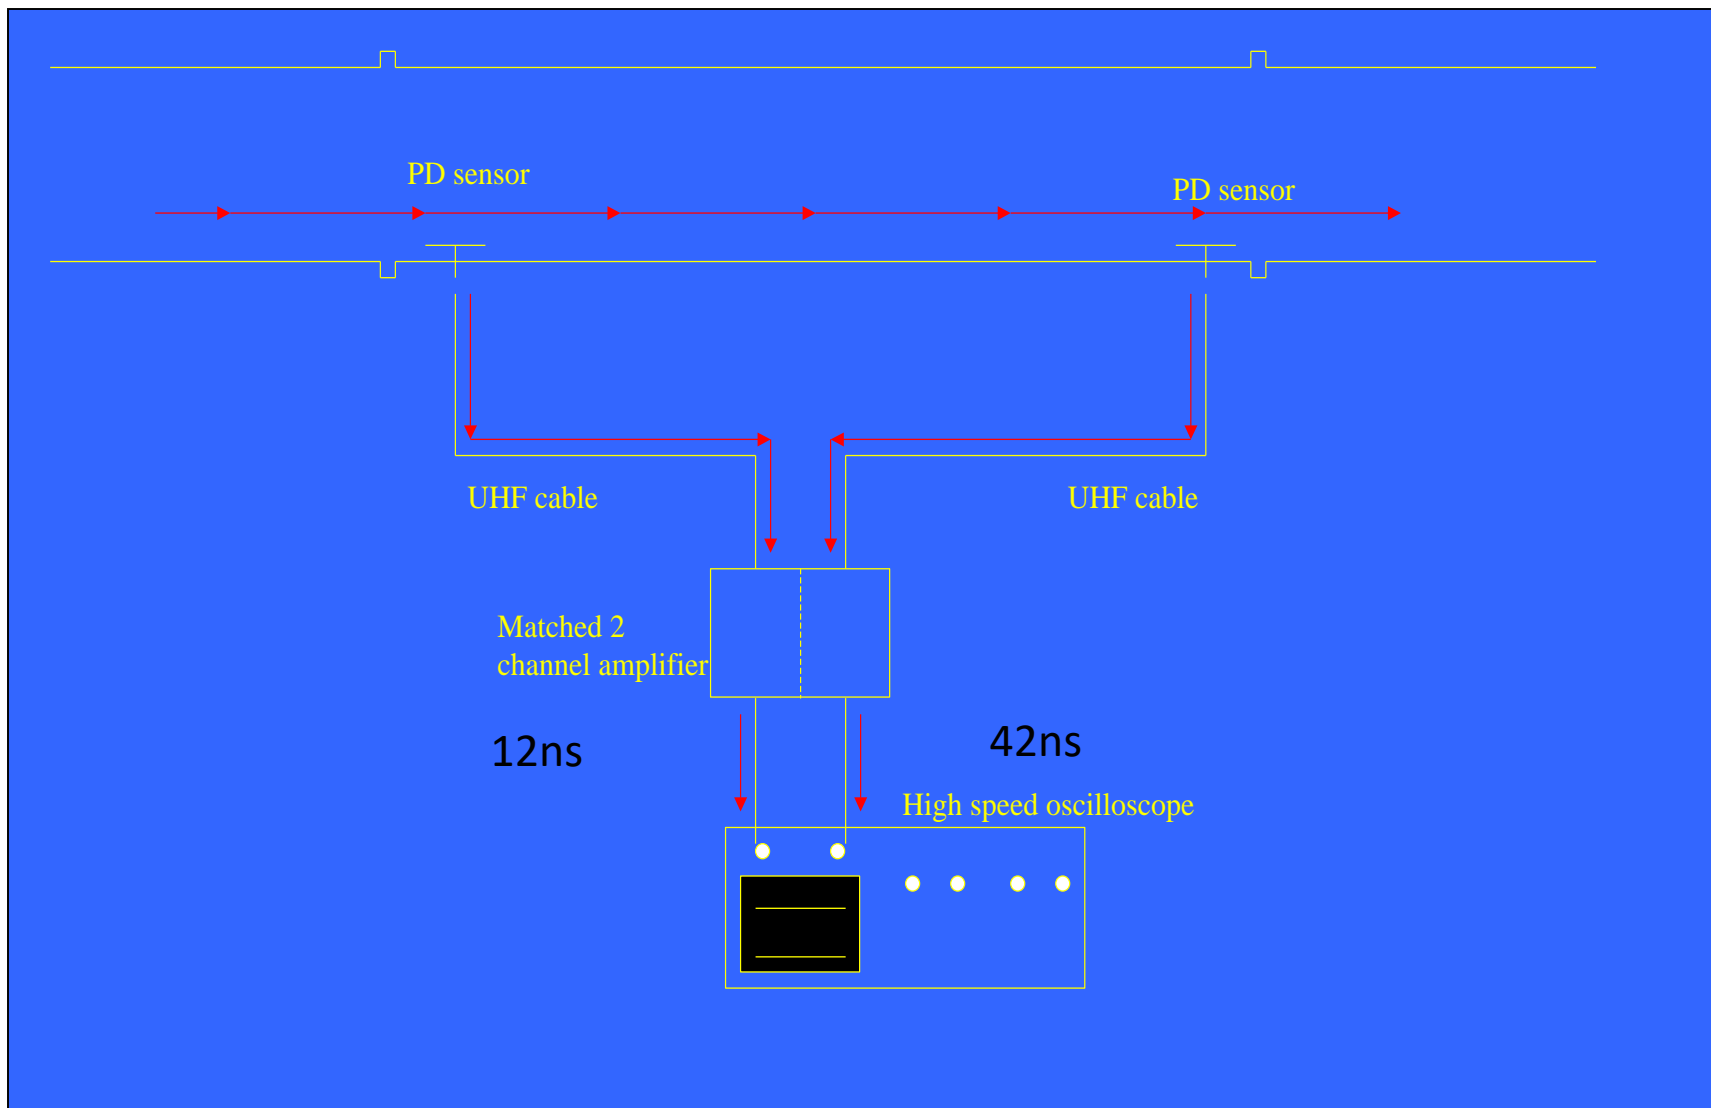 PD sensor
PD sensor
UHF cable
UHF cable
Matched 2
channel amplifier
12ns
42ns
High speed oscilloscope